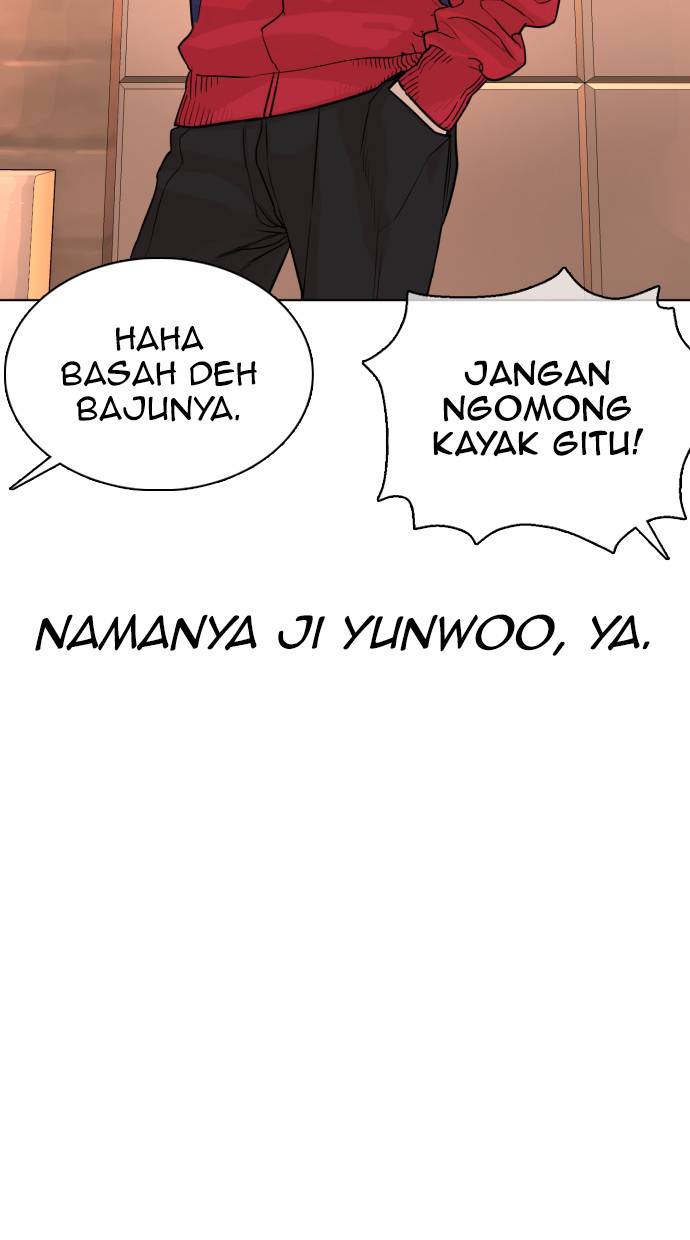 HAHA
BASAH DEH
BAJUNYA.
JANGAN
NGOMONG
KAYAK GITU!
NAMANYA JI YUNWOO, YA.